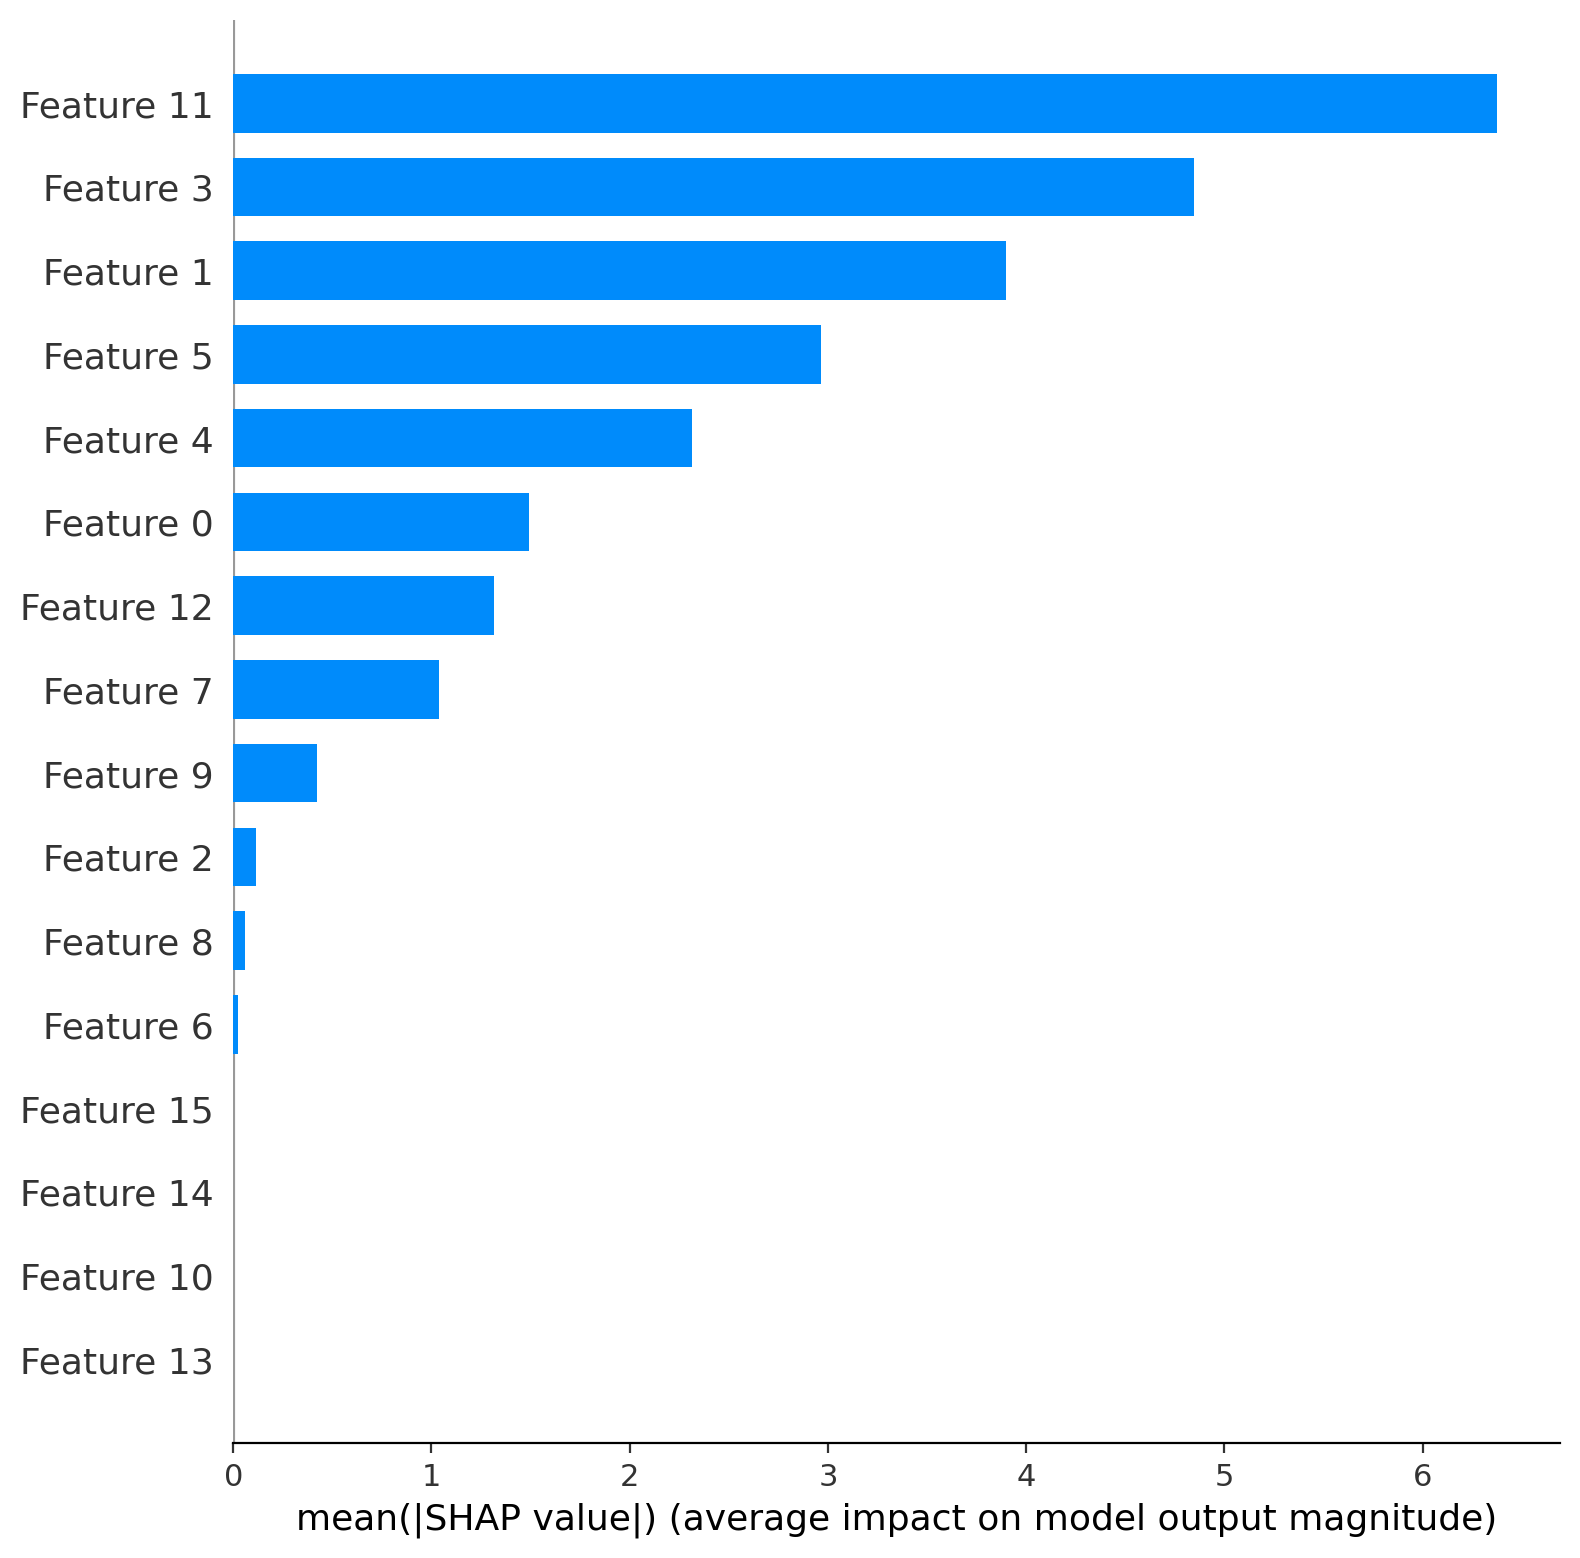 Feature 11
Feature 3
Feature 1
Feature 5
Feature 4
Feature 0
Feature 12
Feature 7
Feature 9
Feature 2
Feature 8
Feature 6
Feature 15
Feature 14
Feature 10
Feature 13
0 1 2 3 4 5 6
mean(|SHAP value|) (average impact on model output magnitude)